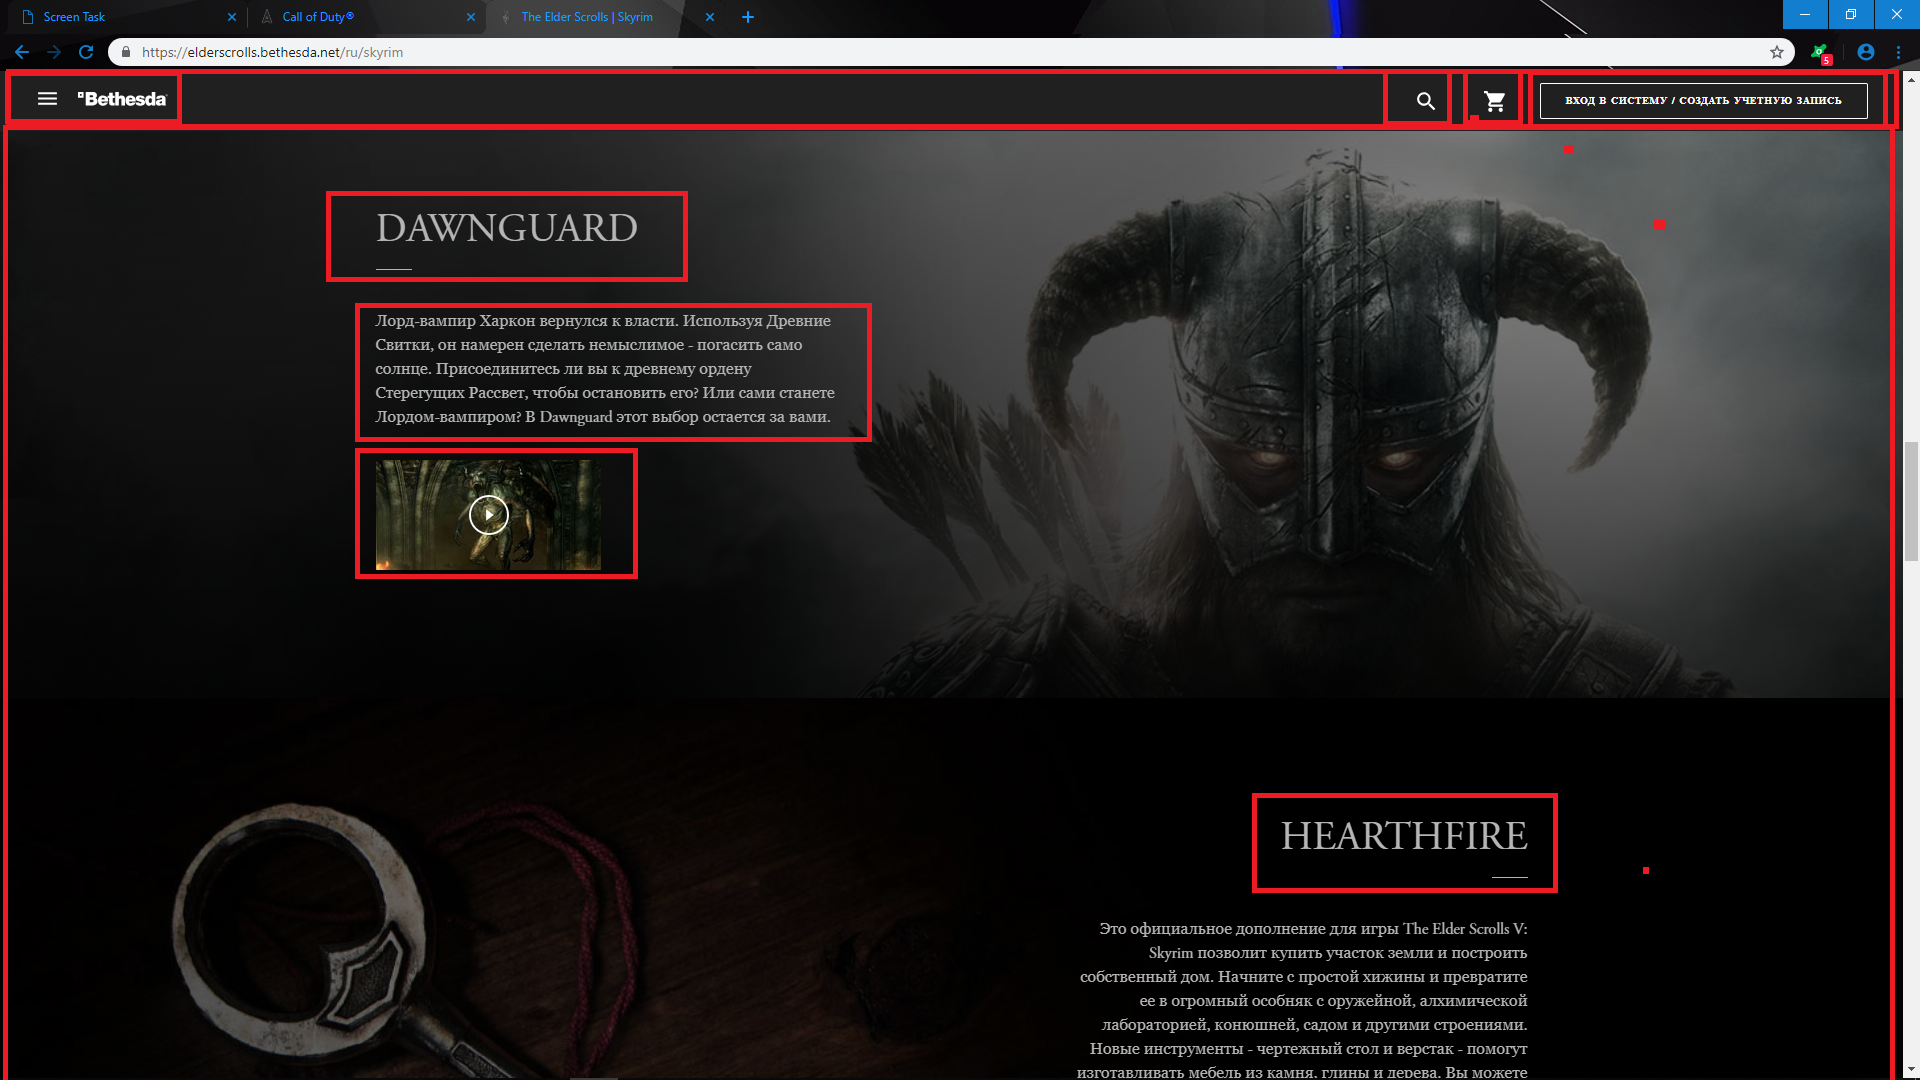 Screen Task
Call of Duty®
The Elder Scrolls | Skyrim
https://elderscrolls.bethesda.net/ru/skyrim
5
Bethesda
ВХОД В СИСТЕМУ / СОЗДАТЬ УЧЕТНУЮ ЗАПИСЬ
DAWNGUARD
Лорд-вампир Харкон вернулся к власти. Используя Древние
Свитки, он намерен сделать немыслимое - погасить само
солнце. Присоединитесь ли вы к древнему ордену
Стерегущих Рассвет, чтобы остановить его? Или сами станете
Лордом-вампиром? В Dawnguard этот выбор остается за вами.
HEARTHFIRE
Это официальное дополнение для игры The Elder Scrolls V:
Skyrim позволит купить участок земли и построить
собственный дом. Начните с простой хижины и превратите
ее в огромный особняк с оружейной, алхимической
лабораторией, конюшней, садом и другими строениями.
Новые инструменты - чертежный стол и верстак - помогут
изготавливать мебель из камня, глины и дерева. Вы можете